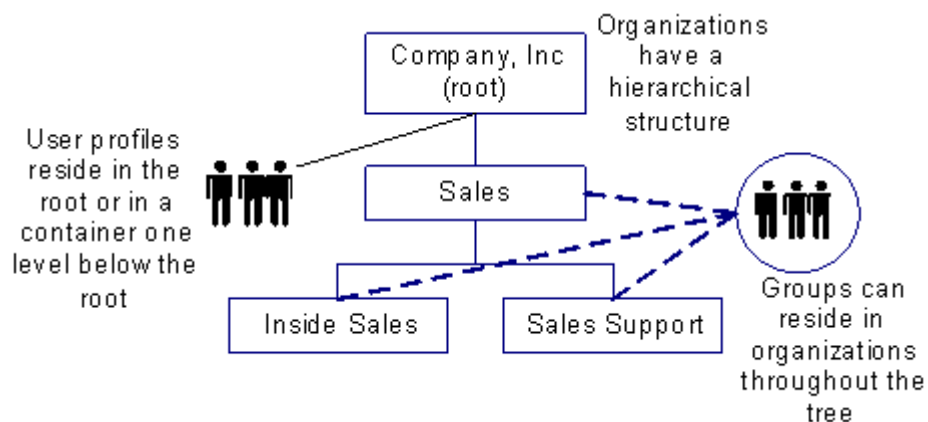 Company, Inc
(root)
Organizations
have a
hierarchical
structure
User profiles
reside in the
root or in a
container one
level below the
root
Sales
Inside Sales
Sales Support
Groups can
reside in
organizations
throughout the
tree